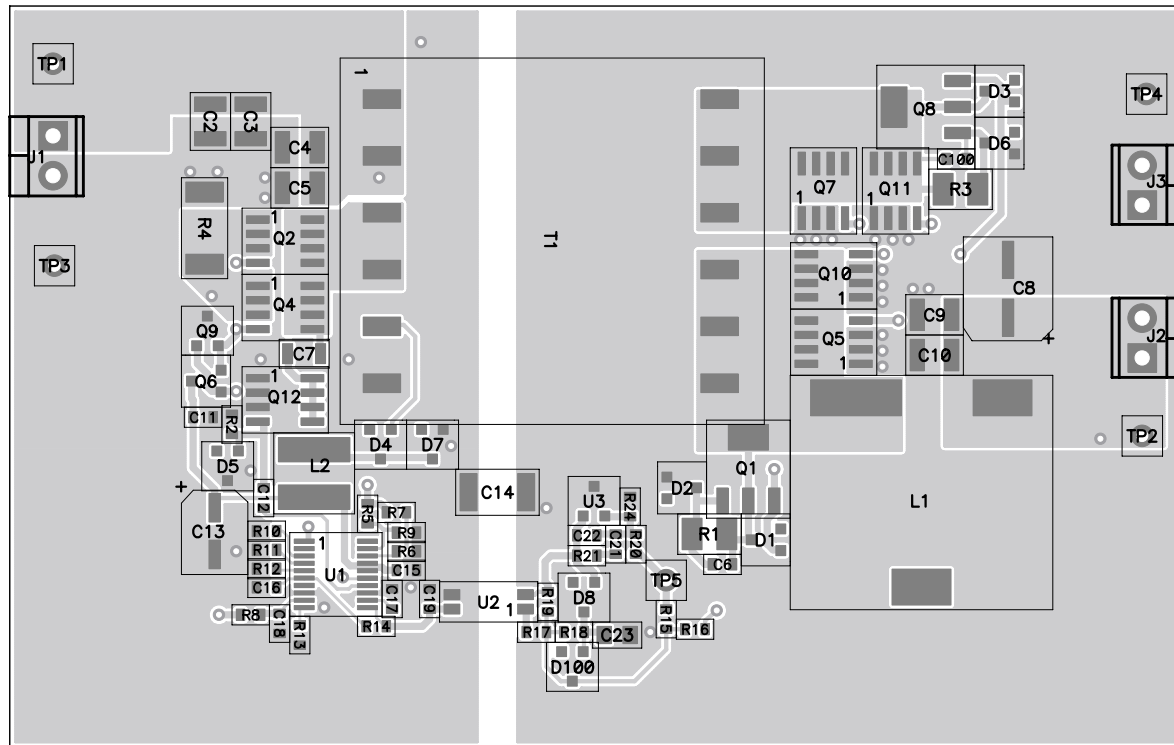 TP1
J1
TP3
C2
C3
C4
C5
R4
1
Q2
1
Q4
Q9
C7
Q6
1
Q12
C11
R2
D5
L2
D4
D7
+
C13
C12
R5
R7
R9
R6
C15
R10
R11
R12
C16
1
U1
R8
C18
R13
R14
C17
C19
U2
1
C14
1
T1
U3
R24
C22
C21
R20
R21
D8
R19
R17
R18
C23
D100
TP5
R15
R16
D2
Q1
R1
D1
C6
L1
Q8
D3
D6
C100
R3
Q7
1
Q11
1
Q10
1
Q5
1
C9
C10
C8
+
TP4
J3
J2
TP2